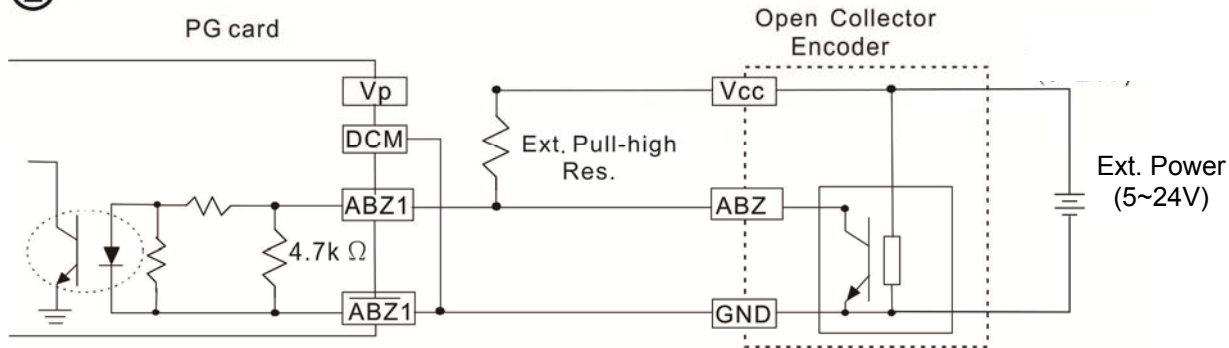 PG card
Open Collector
Encoder
Vp
DCM
ABZ1
4.7k Ω
A̅B̅Z̅1̅
Ext. Pull-high
Res.
Vcc
ABZ
GND
Ext. Power
(5~24V)